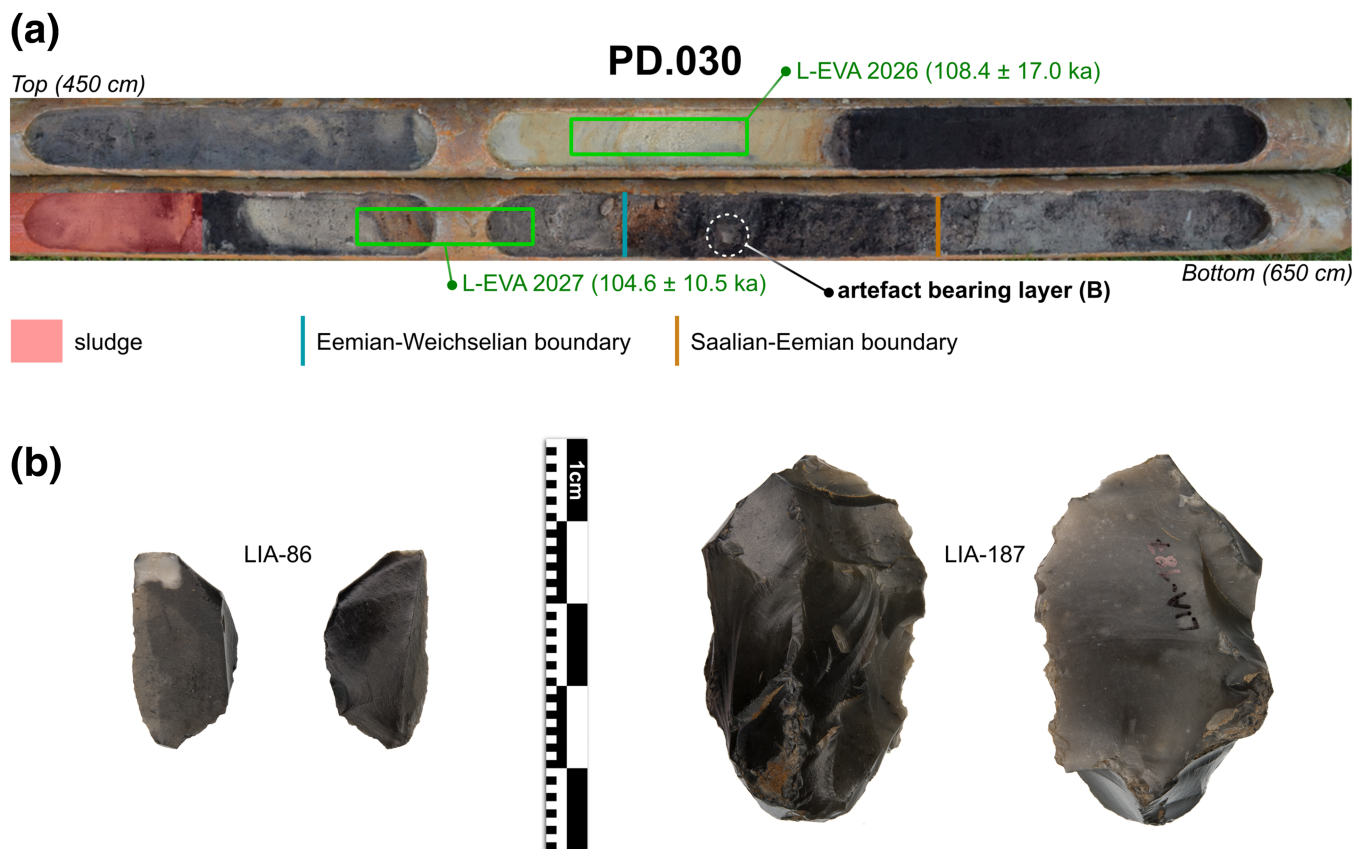 (a)
PD.030
Top (450 cm)
L-EVA 2026 (108.4 ± 17.0 ka)
L-EVA 2027 (104.6 ± 10.5 ka)
Bottom (650 cm)
artefact bearing layer (B)
sludge
Eemian-Weichselian boundary
Saalian-Eemian boundary
(b)
1cm
LIA-86
LIA-187
LIA-187